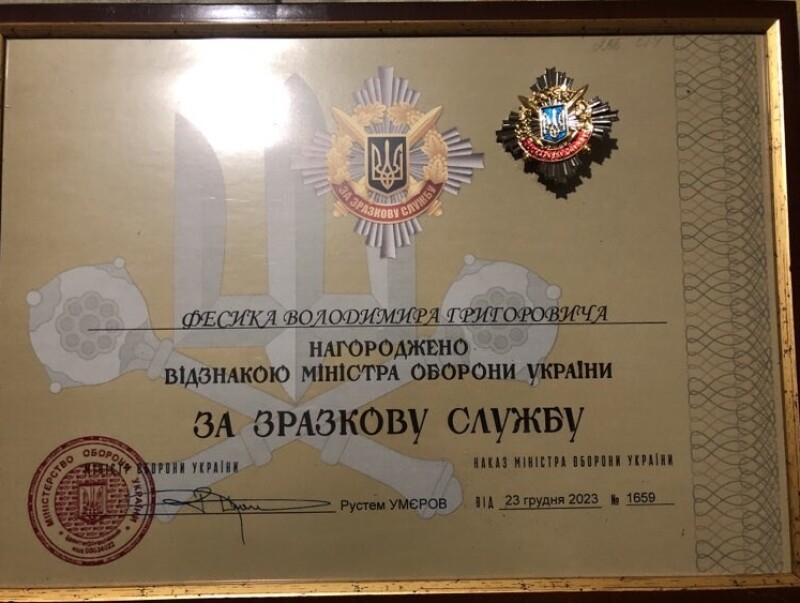 ЗА ЗРАЗКОВУ СЛУЖБУ
ФЕСИКА ВОЛОДИМИРА ГРИГОРОВИЧА
НАГОРОДЖЕНО
ВІДЗНАКОЮ МІНІСТРА ОБОРОНИ УКРАЇНИ
ЗА ЗРАЗКОВУ СЛУЖБУ
МІНІСТР ОБОРОНИ УКРАЇНИ
НАКАЗ МІНІСТРА ОБОРОНИ УКРАЇНИ
Рустем УМЄРОВ
ВІД 23 грудня 2023 № 1659
МІНІСТЕРСТВО ОБОРОНИ УКРАЇНИ